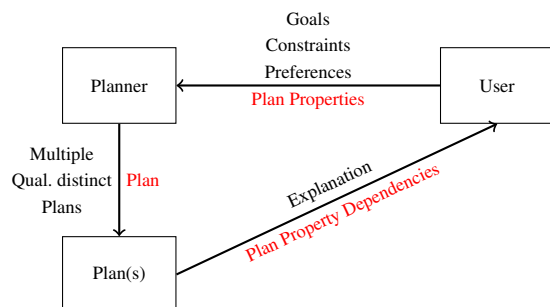 Goals
Constraints
Preferences
Plan Properties
Planner
User
Multiple
Qual. distinct
Plans
Plan
Explanation
Plan Property Dependencies
Plan(s)